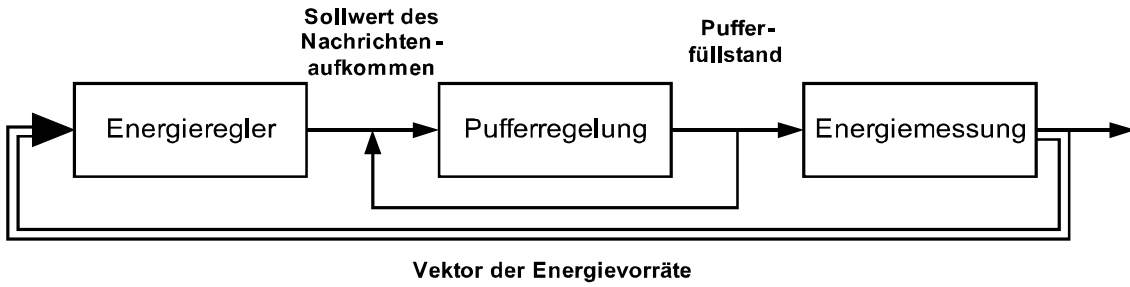 Sollwert des
Nachrichten-
aufkommen
Puffer-
füllstand
Energieregler
Pufferregelung
Energiemessung
Vektor der Energievorräte